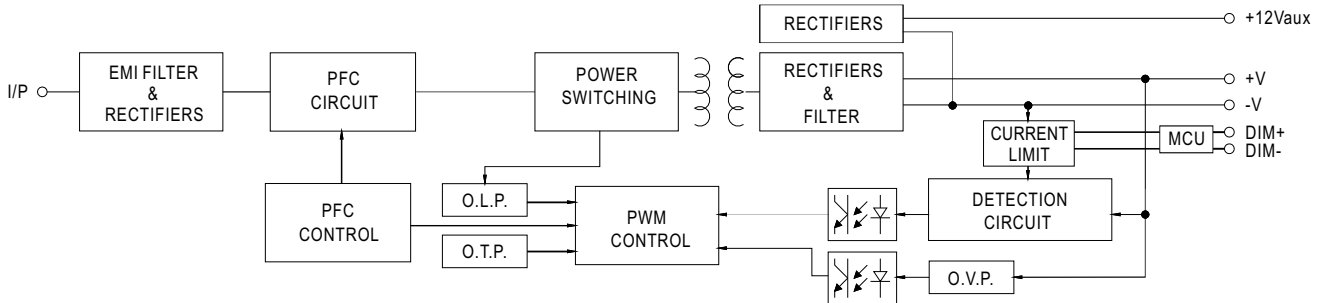 RECTIFIERS
+12Vaux
I/P
EMI FILTER
&
RECTIFIERS
PFC
CIRCUIT
POWER
SWITCHING
RECTIFIERS
&
FILTER
+V
-V
CURRENT
LIMIT
MCU
DIM+
DIM-
PFC
CONTROL
O.L.P.
O.T.P.
PWM
CONTROL
DETECTION
CIRCUIT
O.V.P.